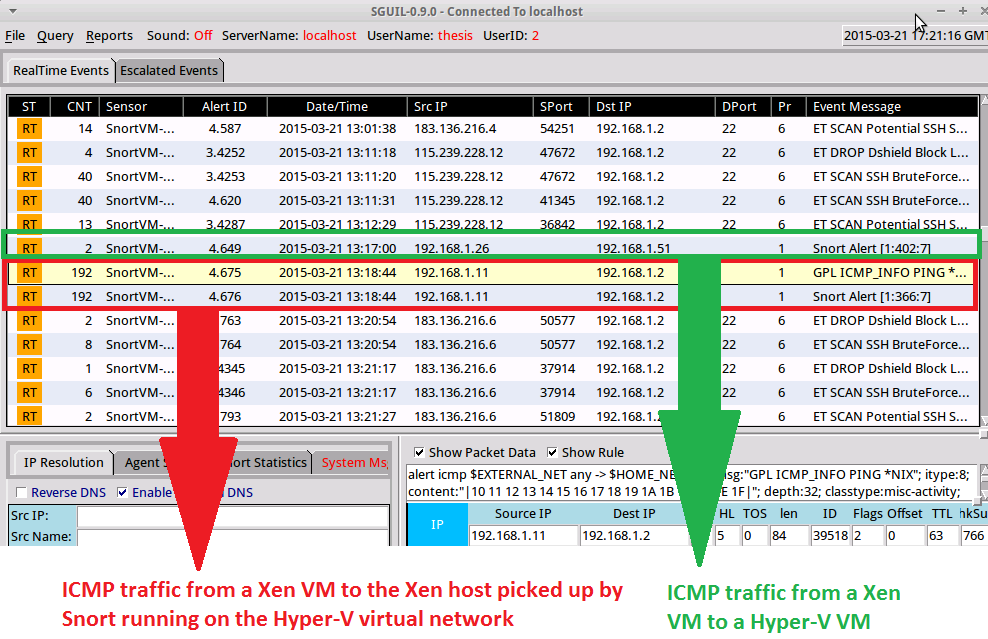 SGUIL-0.9.0 - Connected To localhost
File Query Reports Sound: Off ServerName: localhost UserName: thesis UserID: 2 2015-03-21 17:21:16 GMT
RealTime Events Escalated Events
ST CNT Sensor Alert ID Date/Time Src IP SPort Dst IP DPort Pr Event Message
RT 14 SnortVM-... 4.587 2015-03-21 13:01:38 183.136.216.4 54251 192.168.1.2 22 6 ET SCAN Potential SSH S...
RT 4 SnortVM-... 3.4252 2015-03-21 13:11:18 115.239.228.12 47672 192.168.1.2 22 6 ET DROP Dshield Block L...
RT 40 SnortVM-... 3.4253 2015-03-21 13:11:20 115.239.228.12 47672 192.168.1.2 22 6 ET SCAN SSH BruteForce...
RT 40 SnortVM-... 4.620 2015-03-21 13:11:31 115.239.228.12 41345 192.168.1.2 22 6 ET SCAN SSH BruteForce...
RT 13 SnortVM-... 3.4287 2015-03-21 13:12:29 115.239.228.12 36842 192.168.1.2 22 6 ET SCAN Potential SSH S...
RT 2 SnortVM-... 4.649 2015-03-21 13:17:00 192.168.1.26 192.168.1.51 1 Snort Alert [1:402:7]
RT 192 SnortVM-... 4.675 2015-03-21 13:18:44 192.168.1.11 192.168.1.2 1 GPL ICMP_INFO PING *...
RT 192 SnortVM-... 4.676 2015-03-21 13:18:44 192.168.1.11 192.168.1.2 1 Snort Alert [1:366:7]
RT 2 SnortVM-... 763 2015-03-21 13:20:54 183.136.216.6 50577 192.168.1.2 22 6 ET DROP Dshield Block L...
RT 8 SnortVM-... 764 2015-03-21 13:20:54 183.136.216.6 50577 192.168.1.2 22 6 ET SCAN SSH BruteForce...
RT 1 SnortVM-... 4345 2015-03-21 13:21:17 183.136.216.6 37914 192.168.1.2 22 6 ET DROP Dshield Block L...
RT 6 SnortVM-... 4346 2015-03-21 13:21:17 183.136.216.6 37914 192.168.1.2 22 6 ET SCAN SSH BruteForce...
RT 2 SnortVM-... 793 2015-03-21 13:21:27 183.136.216.6 51809 192.168.1.2 22 6 ET SCAN Potential SSH S...
IP Resolution Agent Statistics System Msg
Reverse DNS Enable DNS
Src IP:
Src Name:
Show Packet Data Show Rule
alert icmp $EXTERNAL_NET any -> $HOME_NE msg:"GPL ICMP_INFO PING *NIX"; itype:8;
content:"|10 11 12 13 14 15 16 17 18 19 1A 1B 1F|"; depth:32; classtype:misc-activity;
IP Source IP Dest IP HL TOS len ID Flags Offset TTL
192.168.1.11 192.168.1.2 5 0 84 39518 2 0 63 766
ICMP traffic from a Xen VM to the Xen host picked up by
Snort running on the Hyper-V virtual network
ICMP traffic from a Xen
VM to a Hyper-V VM